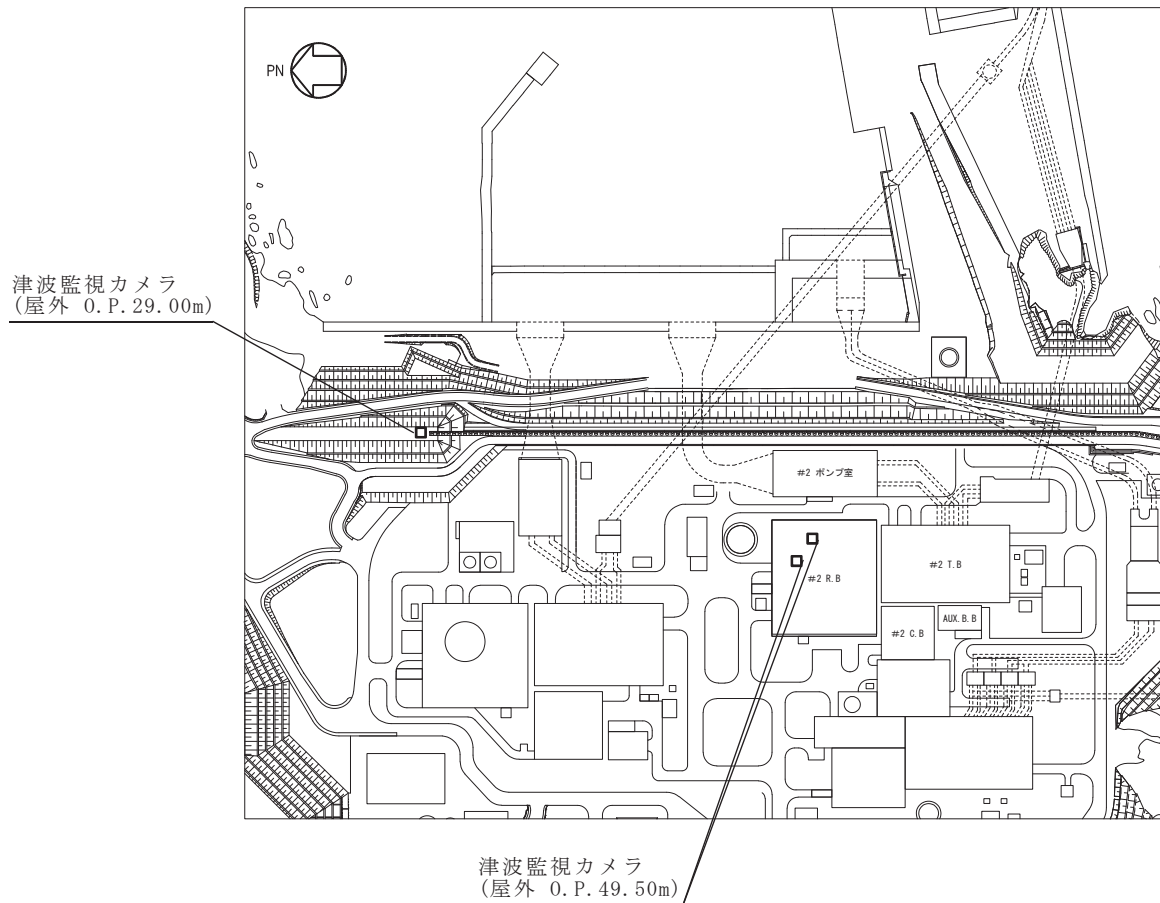 PN
津波監視カメラ
(屋外 O.P.29.00m)
#2 ポンプ室
#2 R.B
#2 T.B
#2 C.B
AUX.B.B
津波監視カメラ
(屋外 O.P.49.50m)